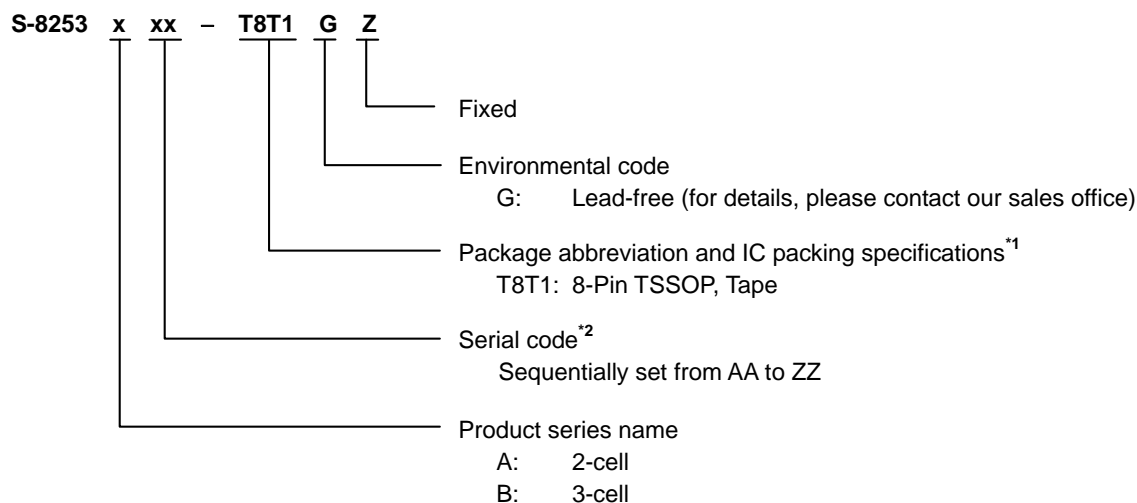 S-8253 x xx – T8T1 G Z
Fixed
Environmental code
G: Lead-free (for details, please contact our sales office)
Package abbreviation and IC packing specifications*1
T8T1: 8-Pin TSSOP, Tape
Serial code*2
Sequentially set from AA to ZZ
Product series name
A: 2-cell
B: 3-cell